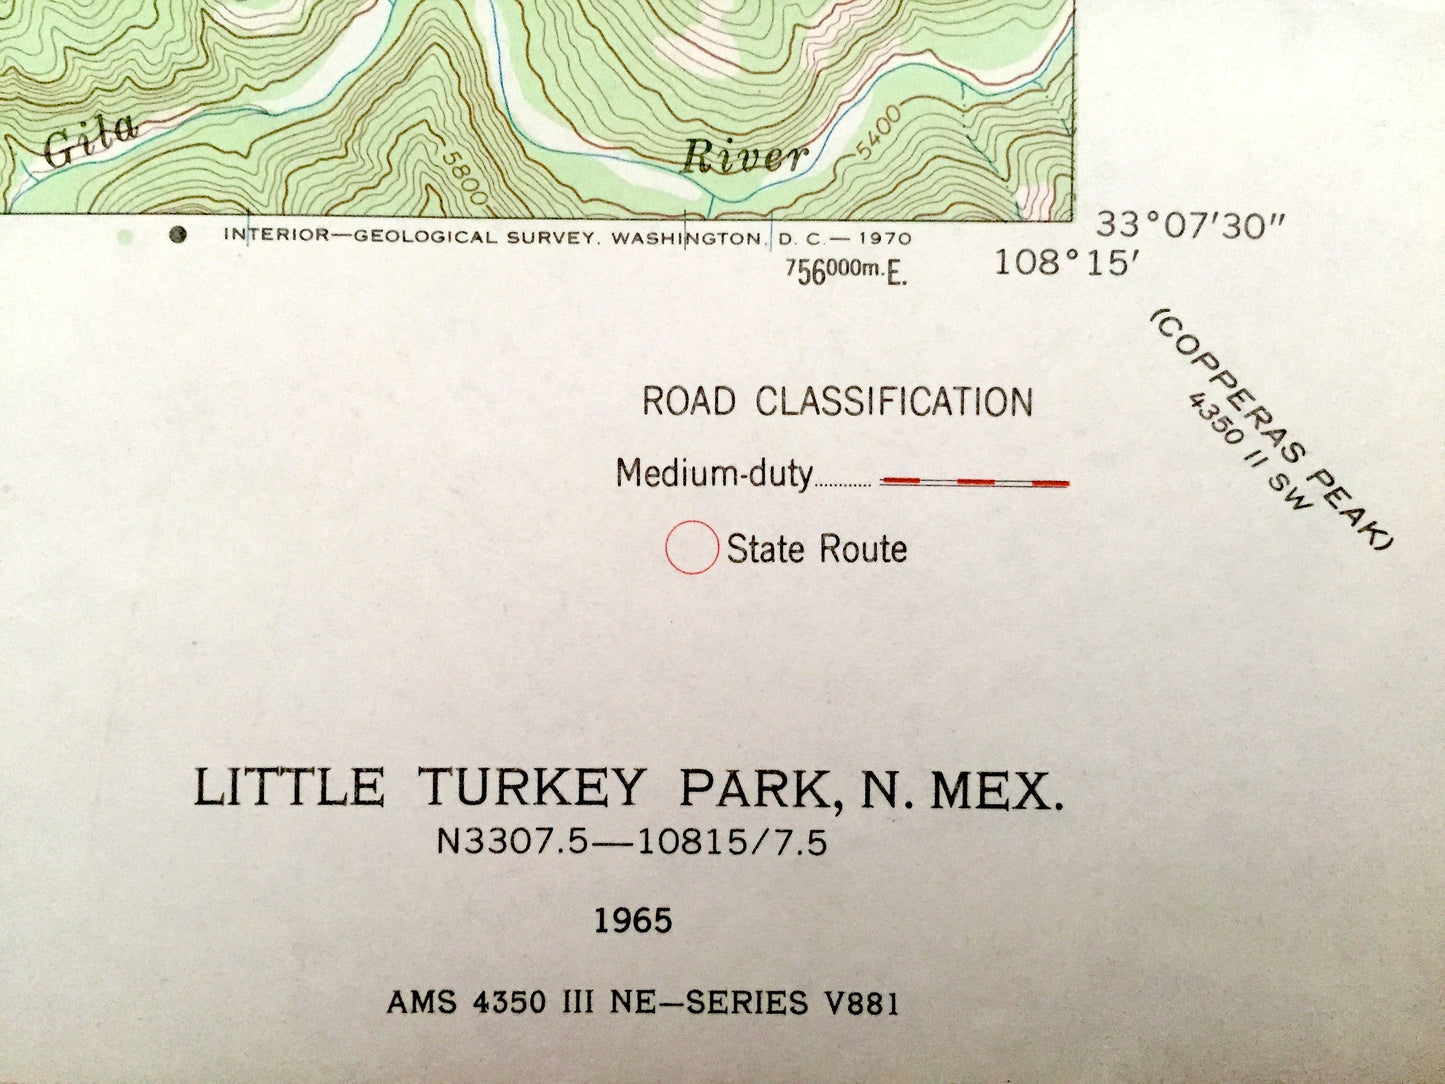 Gila
River
5400
5800
33°07'30"
INTERIOR—GEOLOGICAL SURVEY, WASHINGTON, D. C.— 1970
756000m.E.
108°15'
(COPPERAS PEAK)
4350 II SW
ROAD CLASSIFICATION
Medium-duty............
State Route
LITTLE TURKEY PARK, N. MEX.
N3307.5—10815/7.5
1965
AMS 4350 III NE—SERIES V881